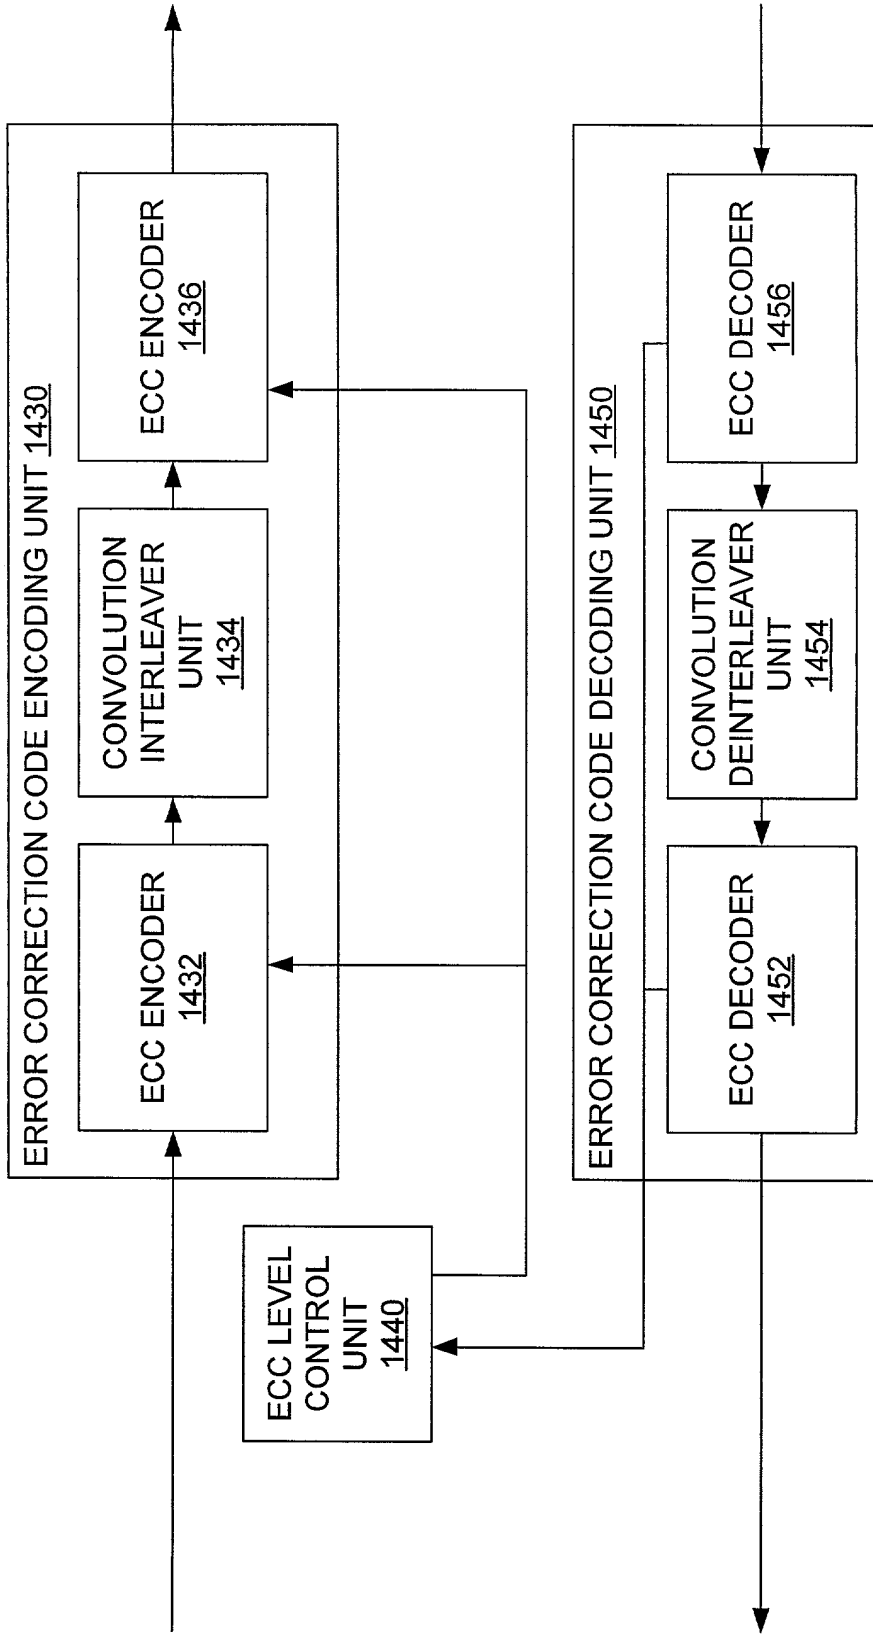 ERROR CORRECTION CODE ENCODING UNIT 1430
ECC ENCODER
1432
CONVOLUTION
INTERLEAVER
UNIT
1434
ECC ENCODER
1436
ECC LEVEL
CONTROL
UNIT
1440
ERROR CORRECTION CODE DECODING UNIT 1450
ECC DECODER
1452
CONVOLUTION
DEINTERLEAVER
UNIT
1454
ECC DECODER
1456